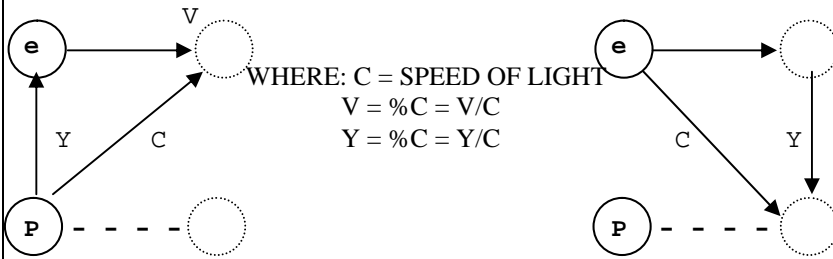 V
e
e
WHERE: C = SPEED OF LIGHT
V = %C = V/C
Y = %C = Y/C
Y
C
C
Y
P
P